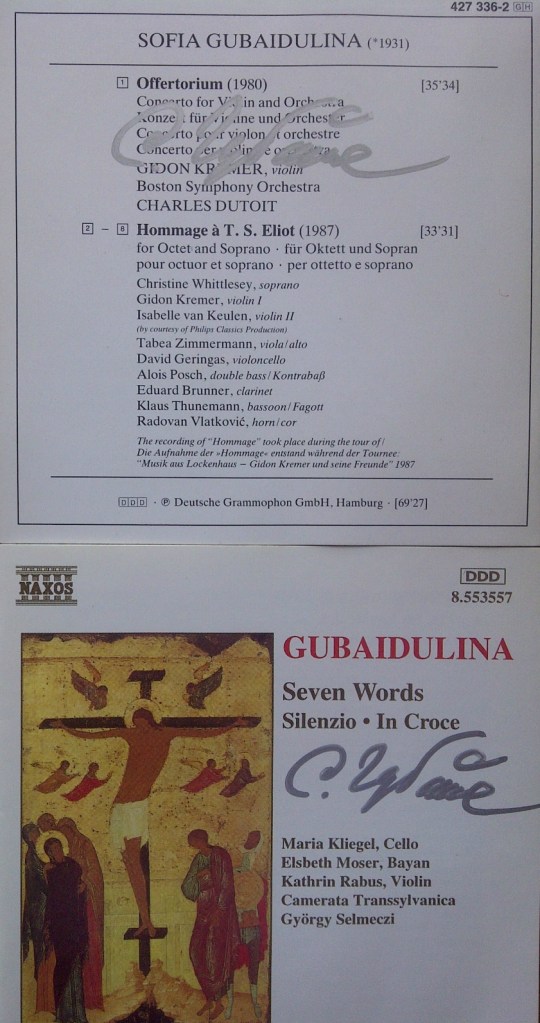 427 336-2 GH
SOFIA GUBAIDULINA (*1931)
1 Offertorium (1980) [35'34]
Concerto for Violin and Orchestra
Konzert für Violine und Orchester
Concerto pour violon et orchestre
Concerto per violino e orchestra
GIDON KREMER, violin
Boston Symphony Orchestra
CHARLES DUTOIT
2 – 8 Hommage à T. S. Eliot (1987) [33'31]
for Octet and Soprano · für Oktett und Sopran
pour octuor et soprano · per ottetto e soprano
Christine Whittlesey, soprano
Gidon Kremer, violin I
Isabelle van Keulen, violin II
(by courtesy of Philips Classics Production)
Tabea Zimmermann, viola/alto
David Geringas, violoncello
Alois Posch, double bass/Kontrabaß
Eduard Brunner, clarinet
Klaus Thunemann, bassoon/Fagott
Radovan Vlatković, horn/cor
The recording of "Hommage" took place during the tour of/
Die Aufnahme der »Hommage« entstand während der Tournee:
"Musik aus Lockenhaus – Gidon Kremer und seine Freunde" 1987
DDD · ℗ Deutsche Grammophon GmbH, Hamburg · [69'27]
NAXOS
DDD
8.553557
GUBAIDULINA
Seven Words
Silenzio • In Croce
Maria Kliegel, Cello
Elsbeth Moser, Bayan
Kathrin Rabus, Violin
Camerata Transsylvanica
György Selmeczi